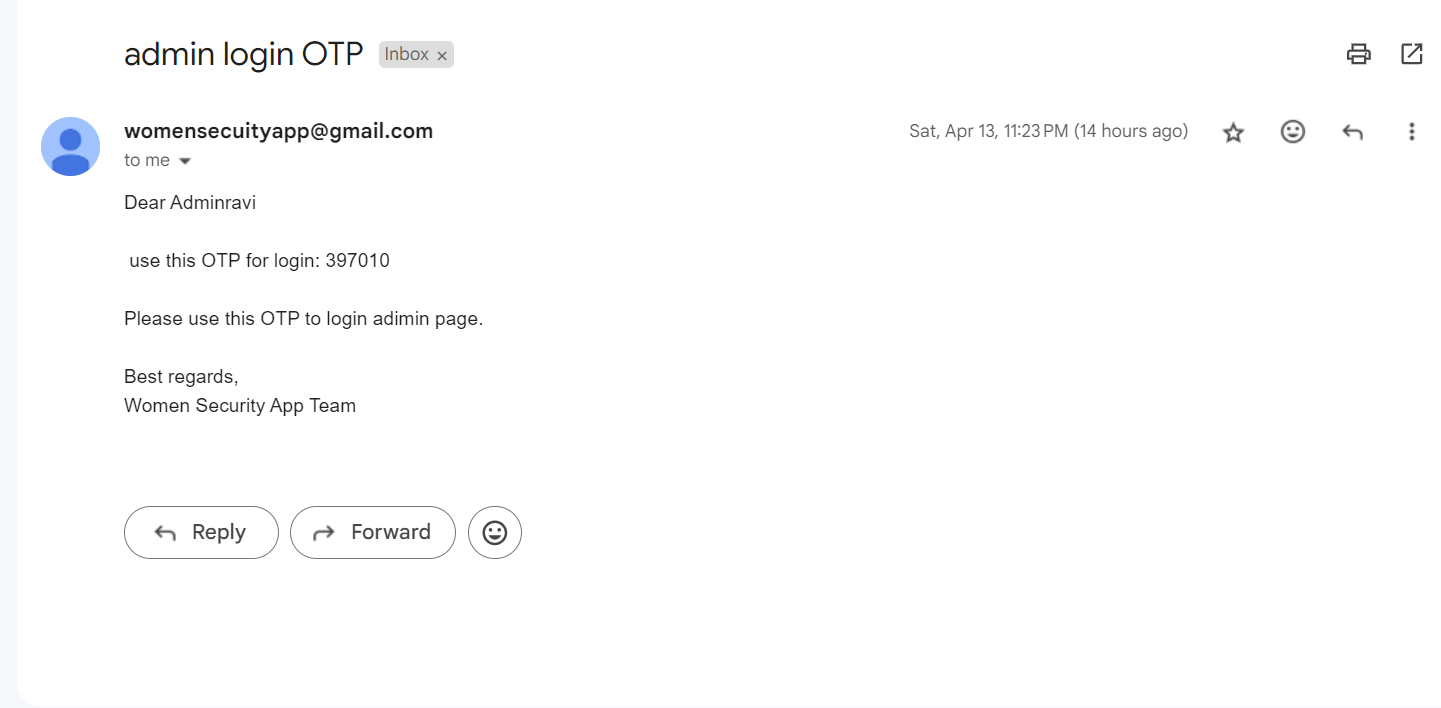 admin login OTP Inbox ×
womensecuityapp@gmail.com Sat, Apr 13, 11:23 PM (14 hours ago)
to me
Dear Adminravi
use this OTP for login: 397010
Please use this OTP to login admin page.
Best regards,
Women Security App Team
Reply Forward